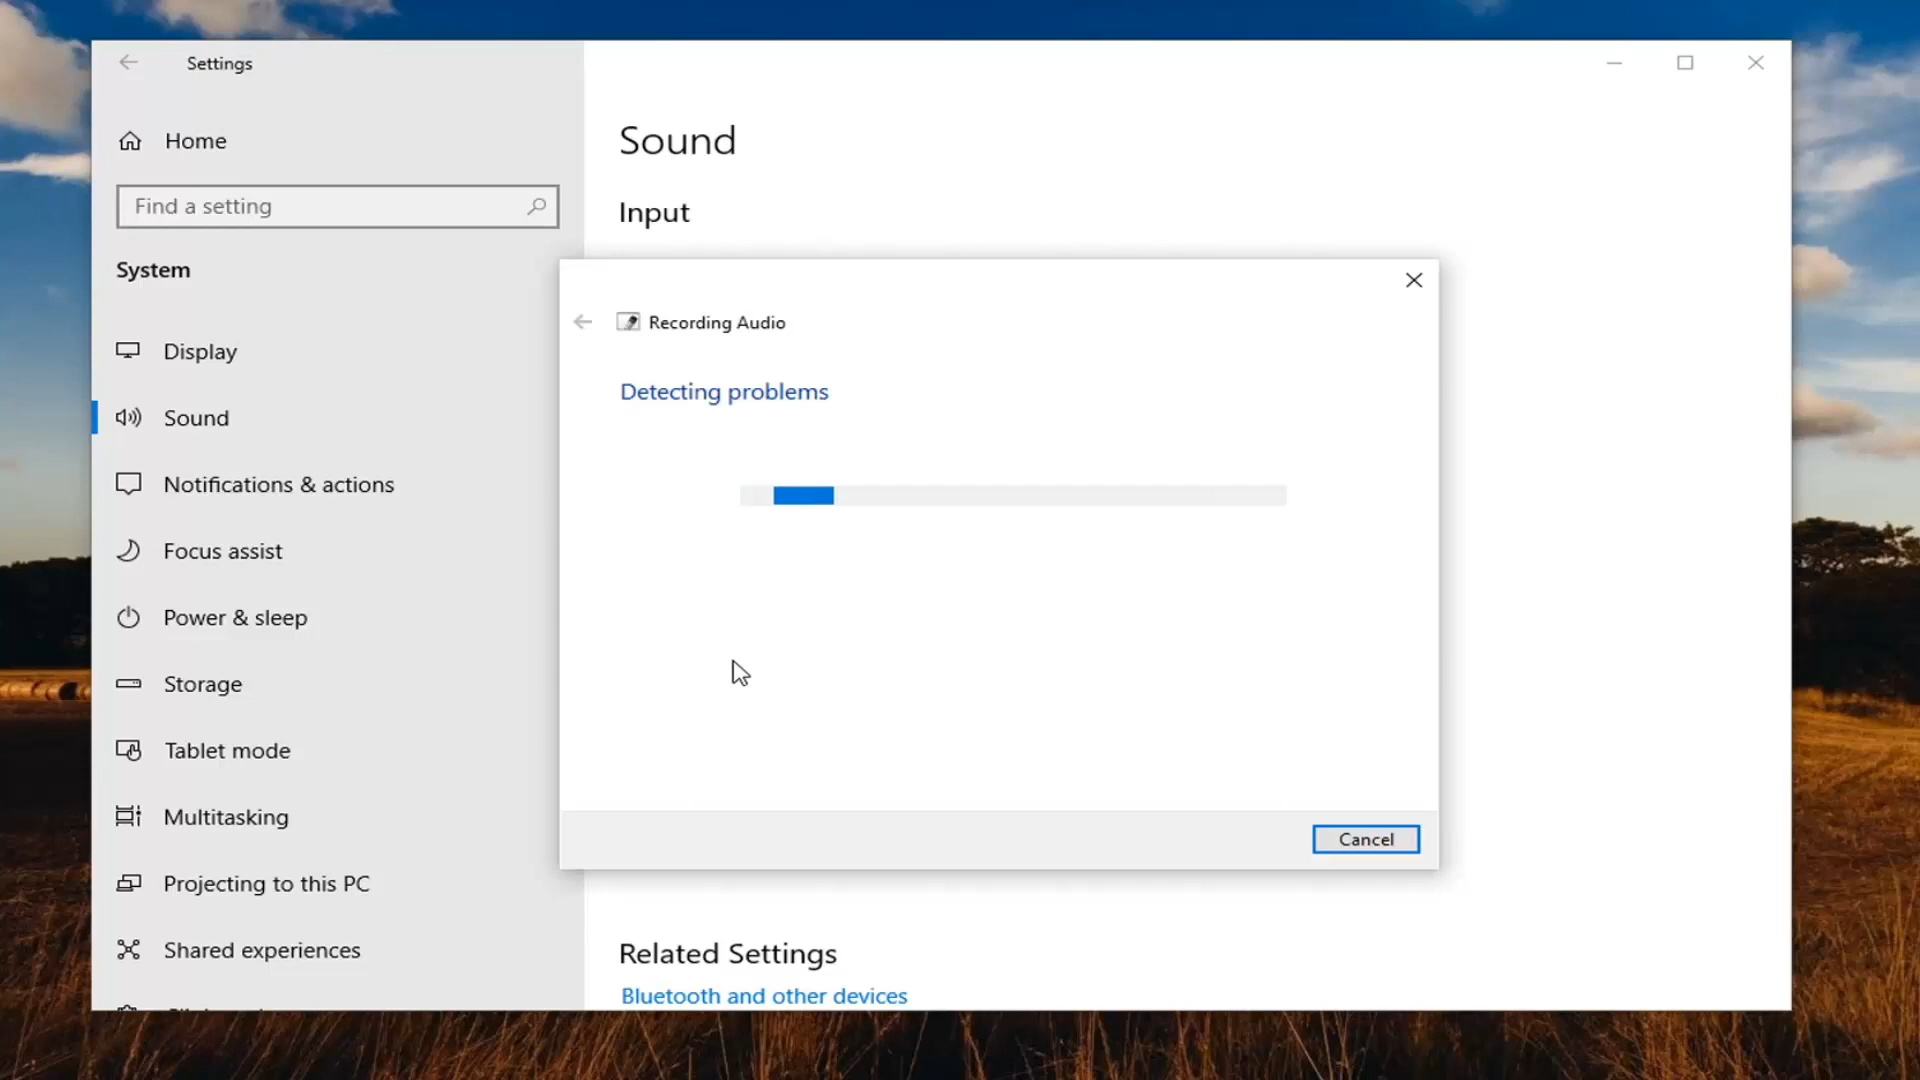 Settings
Home
Find a setting
System
Display
Sound
Notifications & actions
Focus assist
Power & sleep
Storage
Tablet mode
Multitasking
Projecting to this PC
Shared experiences
Sound
Input
Recording Audio
Detecting problems
Cancel
Related Settings
Bluetooth and other devices